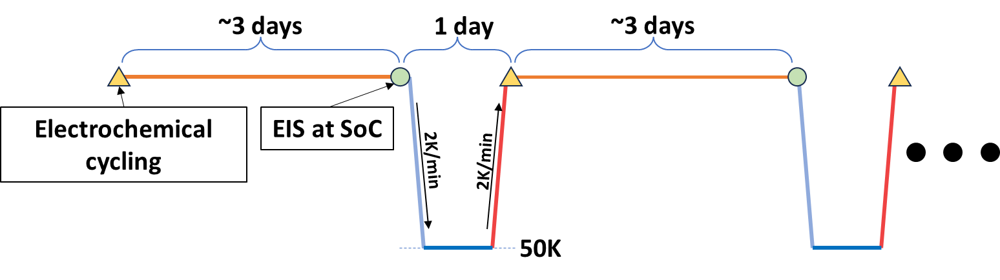 ~3 days
1 day
~3 days
Electrochemical
cycling
EIS at SoC
2K/min
2K/min
50K